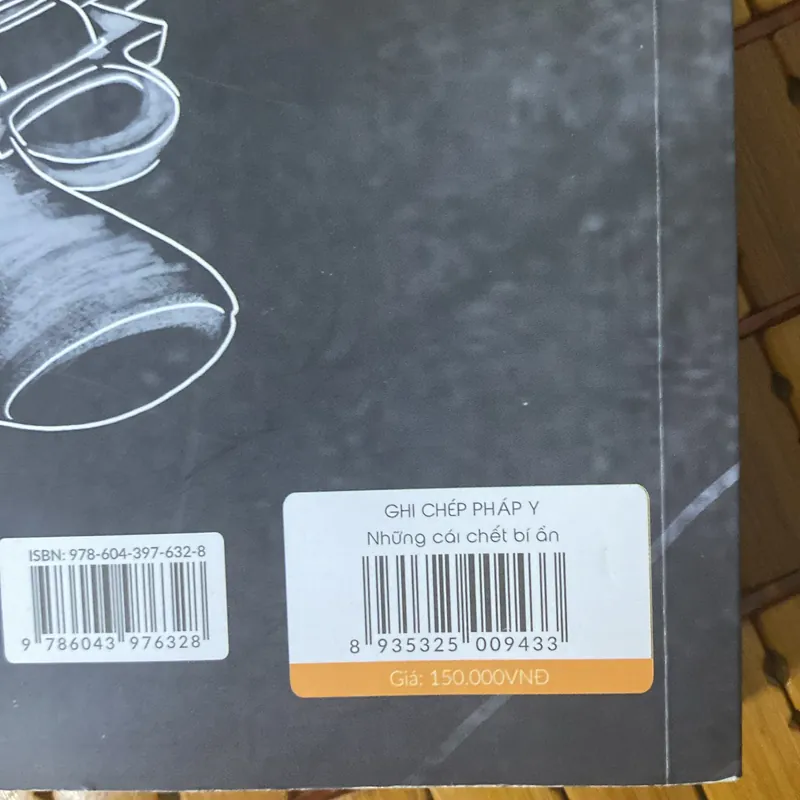 ISBN: 978-604-397-632-8
9 786043 976328
GHI CHÉP PHÁP Y
Những cái chết bí ẩn
8 935325 009433
Giá: 150.000VNĐ